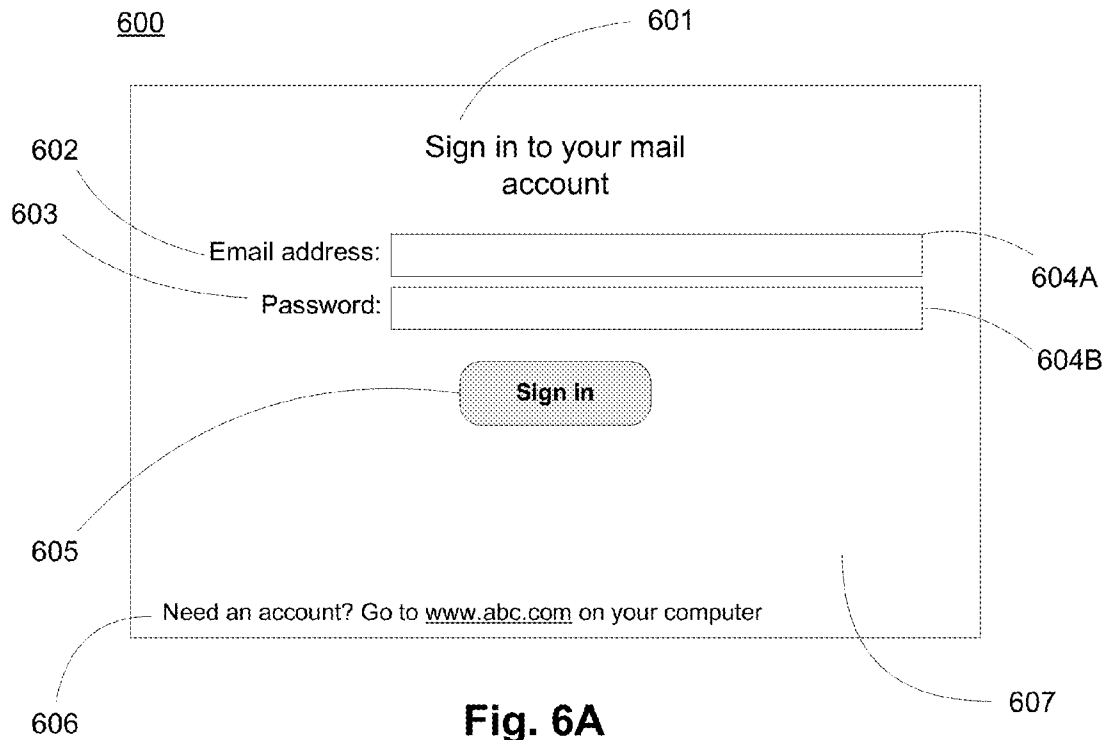 600
601
Sign in to your mail
account
602
603
Email address:
604A
Password:
604B
Sign in
605
Need an account? Go to www.abc.com on your computer
607
606
Fig. 6A